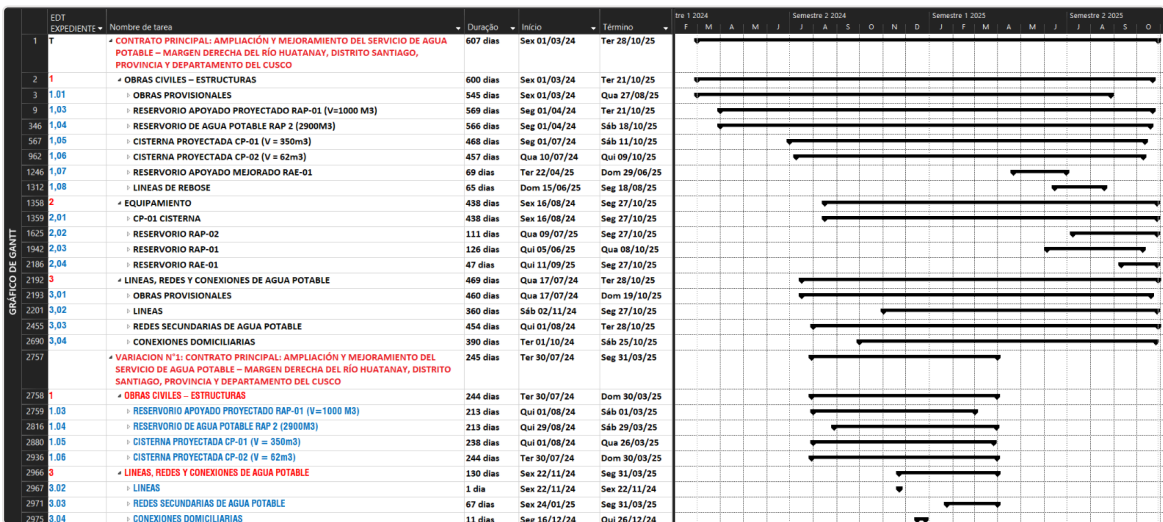 EDT EXPEDIENTE Nombre de tarea Duração Início Término
tre 1 2024 Semestre 2 2024 Semestre 1 2025 Semestre 2 2025
F M A M J J A S O N D J F M A M J J A S O
GRÁFICO DE GANTT
1 T CONTRATO PRINCIPAL: AMPLIACIÓN Y MEJORAMIENTO DEL SERVICIO DE AGUA 607 dias Sex 01/03/24 Ter 28/10/25
POTABLE – MARGEN DERECHA DEL RÍO HUATANAY, DISTRITO SANTIAGO,
PROVINCIA Y DEPARTAMENTO DEL CUSCO
2 1 OBRAS CIVILES – ESTRUCTURAS 600 dias Sex 01/03/24 Ter 21/10/25
3 1.01 OBRAS PROVISIONALES 545 dias Sex 01/03/24 Qua 27/08/25
9 1,03 RESERVORIO APOYADO PROYECTADO RAP-01 (V=1000 M3) 569 dias Seg 01/04/24 Ter 21/10/25
346 1,04 RESERVORIO DE AGUA POTABLE RAP 2 (2900M3) 566 dias Seg 01/04/24 Sáb 18/10/25
567 1,05 CISTERNA PROYECTADA CP-01 (V = 350m3) 468 dias Seg 01/07/24 Sáb 11/10/25
962 1,06 CISTERNA PROYECTADA CP-02 (V = 62m3) 457 dias Qua 10/07/24 Qui 09/10/25
1246 1,07 RESERVORIO APOYADO MEJORADO RAE-01 69 dias Ter 22/04/25 Dom 29/06/25
1312 1,08 LINEAS DE REBOSE 65 dias Dom 15/06/25 Seg 18/08/25
1358 2 EQUIPAMIENTO 438 dias Sex 16/08/24 Seg 27/10/25
1359 2,01 CP-01 CISTERNA 438 dias Sex 16/08/24 Seg 27/10/25
1625 2,02 RESERVORIO RAP-02 111 dias Qua 09/07/25 Seg 27/10/25
1942 2,03 RESERVORIO RAP-01 126 dias Qui 05/06/25 Qua 08/10/25
2186 2,04 RESERVORIO RAE-01 47 dias Qui 11/09/25 Seg 27/10/25
2192 3 LINEAS, REDES Y CONEXIONES DE AGUA POTABLE 469 dias Qua 17/07/24 Ter 28/10/25
2193 3,01 OBRAS PROVISIONALES 460 dias Qua 17/07/24 Dom 19/10/25
2201 3,02 LINEAS 360 dias Sáb 02/11/24 Seg 27/10/25
2455 3,03 REDES SECUNDARIAS DE AGUA POTABLE 454 dias Qui 01/08/24 Ter 28/10/25
2690 3,04 CONEXIONES DOMICILIARIAS 390 dias Ter 01/10/24 Sáb 25/10/25
2757 VARIACION N°1: CONTRATO PRINCIPAL: AMPLIACIÓN Y MEJORAMIENTO DEL 245 dias Ter 30/07/24 Seg 31/03/25
SERVICIO DE AGUA POTABLE – MARGEN DERECHA DEL RÍO HUATANAY, DISTRITO
SANTIAGO, PROVINCIA Y DEPARTAMENTO DEL CUSCO
2758 1 OBRAS CIVILES – ESTRUCTURAS 244 dias Ter 30/07/24 Dom 30/03/25
2759 1.03 RESERVORIO APOYADO PROYECTADO RAP-01 (V=1000 M3) 213 dias Qui 01/08/24 Sáb 01/03/25
2816 1.04 RESERVORIO DE AGUA POTABLE RAP 2 (2900M3) 213 dias Qui 29/08/24 Sáb 29/03/25
2880 1.05 CISTERNA PROYECTADA CP-01 (V = 350m3) 238 dias Qui 01/08/24 Qua 26/03/25
2936 1.06 CISTERNA PROYECTADA CP-02 (V = 62m3) 244 dias Ter 30/07/24 Dom 30/03/25
2966 3 LINEAS, REDES Y CONEXIONES DE AGUA POTABLE 130 dias Sex 22/11/24 Seg 31/03/25
2967 3.02 LINEAS 1 dia Sex 22/11/24 Sex 22/11/24
2971 3.03 REDES SECUNDARIAS DE AGUA POTABLE 67 dias Sex 24/01/25 Seg 31/03/25
2975 3.04 CONEXIONES DOMICILIARIAS 11 dias Seg 16/12/24 Qui 26/12/24